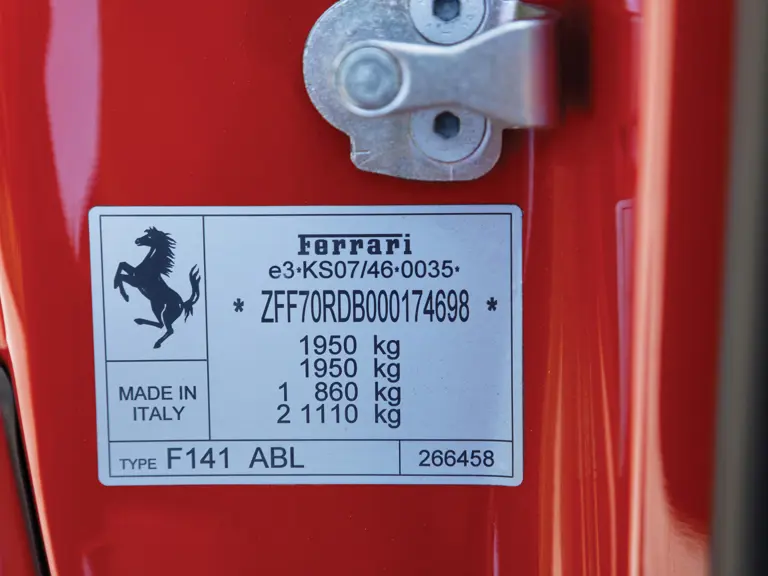 Ferrari
e3*KS07/46*0035*
* ZFF70RDB000174698 *
1950 kg
1950 kg
1 860 kg
2 1110 kg
MADE IN
ITALY
TYPE F141 ABL
266458